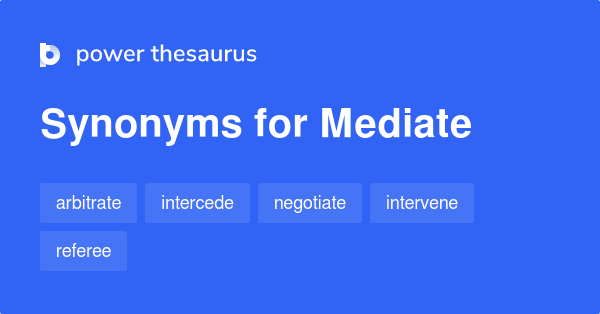 power thesaurus
Synonyms for Mediate
arbitrate intercede negotiate intervene
referee